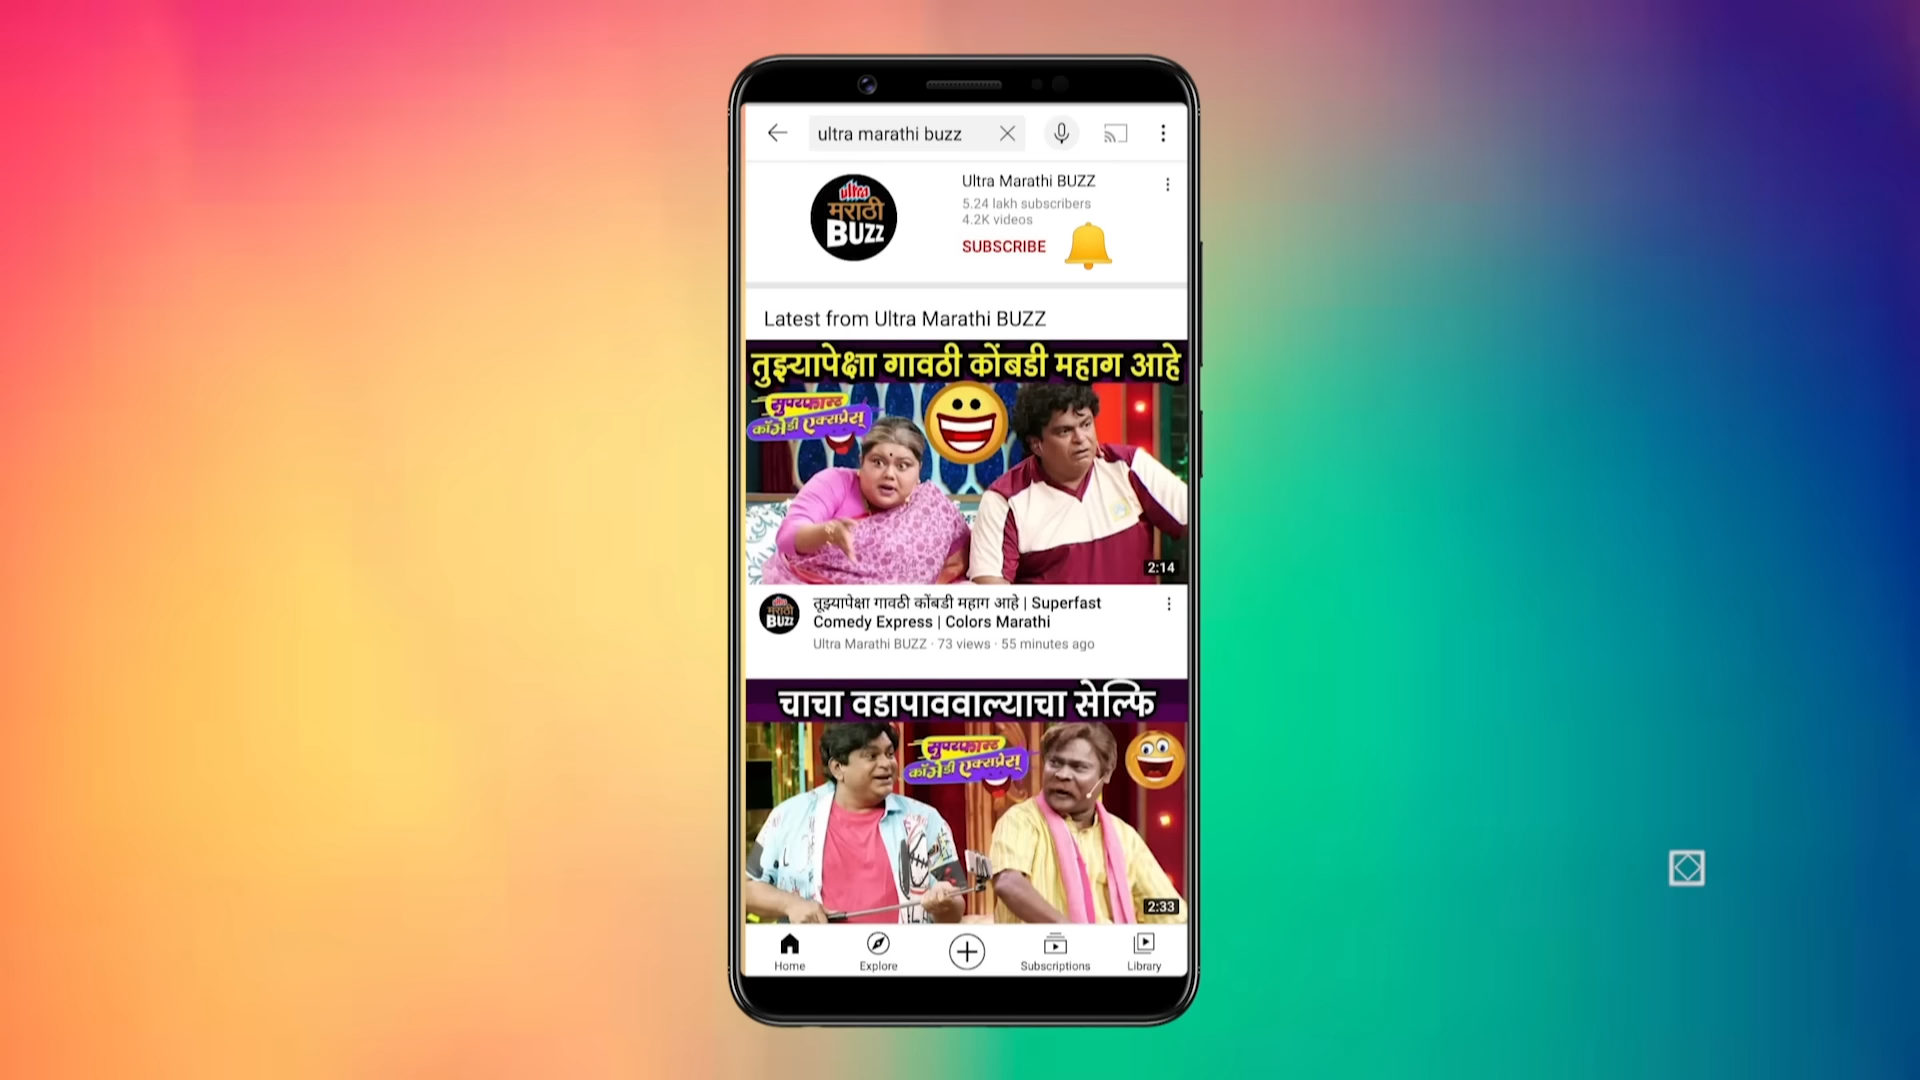 ultra marathi buzz
ultra
मराठी
BUZZ
Ultra Marathi BUZZ
5.24 lakh subscribers
4.2K videos
SUBSCRIBE
Latest from Ultra Marathi BUZZ
तुझ्यापेक्षा गावठी कोंबडी महाग आहे
सुपरफास्ट
कॉमेडी एक्सप्रेस्
2:14
ultra
मराठी
BUZZ
तूझ्यापेक्षा गावठी कोंबडी महाग आहे | Superfast
Comedy Express | Colors Marathi
Ultra Marathi BUZZ · 73 views · 55 minutes ago
चाचा वडापाववाल्याचा सेल्फि
सुपरफास्ट
कॉमेडी एक्सप्रेस्
2:33
Home
Explore
Subscriptions
Library